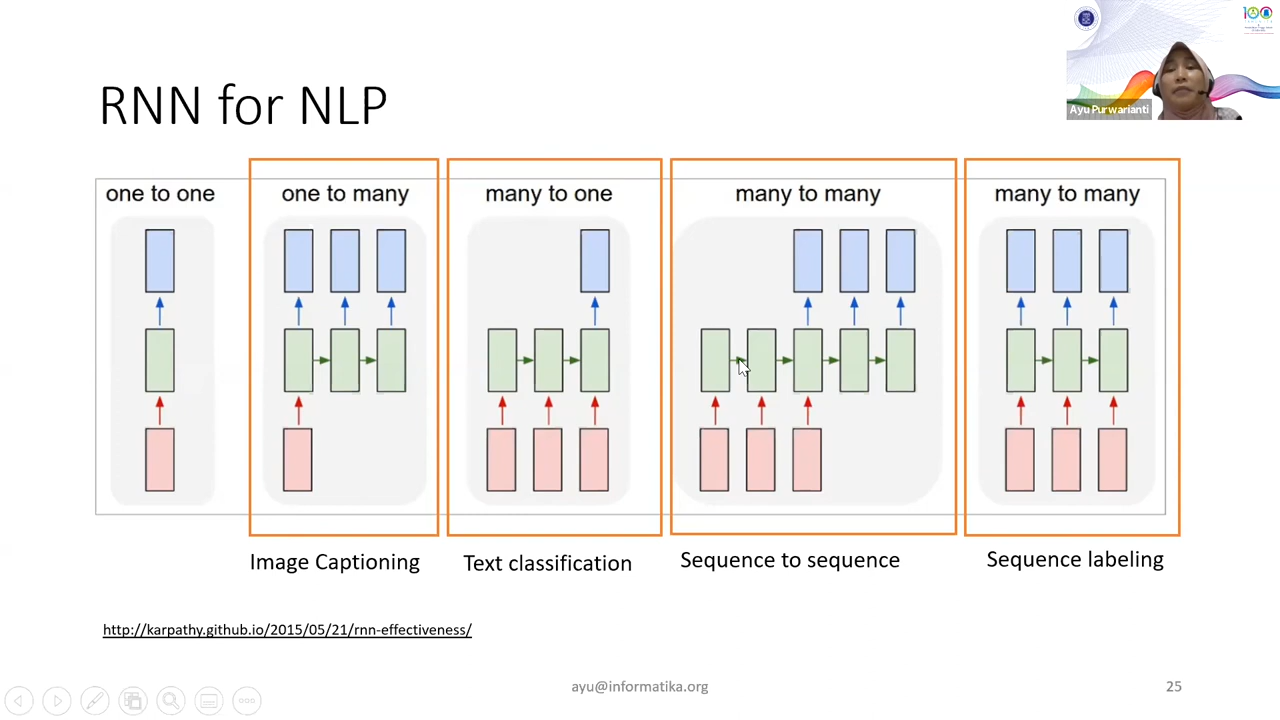 RNN for NLP
Ayu Purwarianti
100
one to one
one to many
many to one
many to many
many to many
Image Captioning
Text classification
Sequence to sequence
Sequence labeling
http://karpathy.github.io/2015/05/21/rnn-effectiveness/
ayu@informatika.org
25